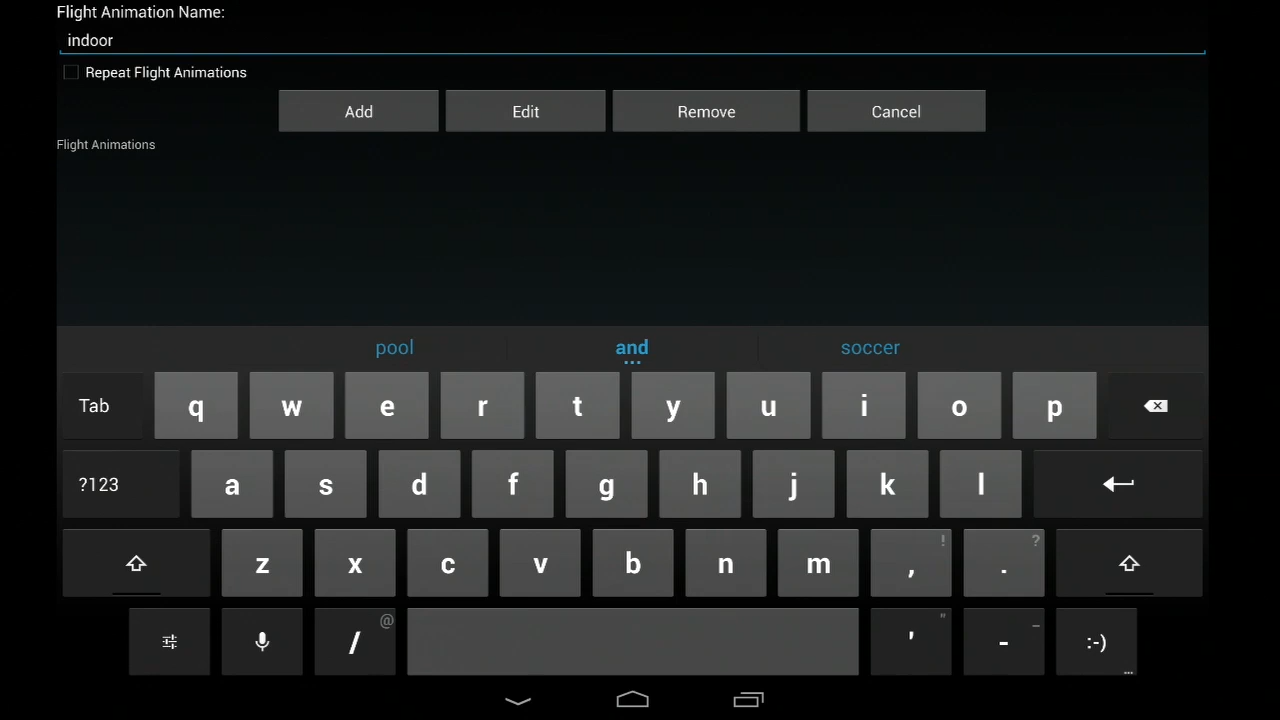 Flight Animation Name:
indoor
Repeat Flight Animations
Add Edit Remove Cancel
Flight Animations
pool and soccer
Tab q w e r t y u i o p
?123 a s d f g h j k l
z x c v b n m , ! . ?
/ @ ' " - _ :-) ...